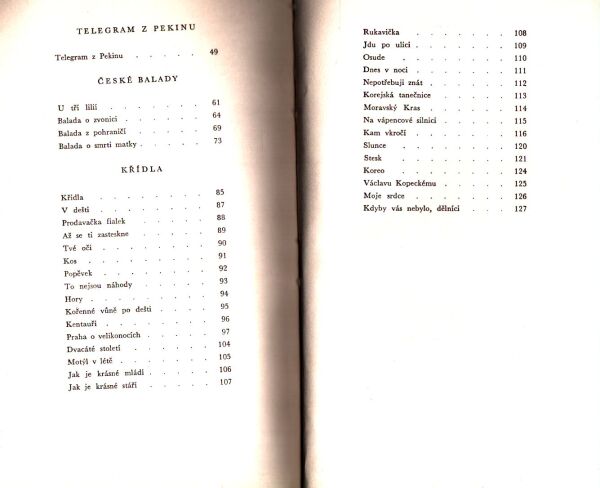 TELEGRAM Z PEKINU
Telegram z Pekinu . . . . . 49
ČESKÉ BALADY
U tří lilií . . . . . . . 61
Balada o zvonici . . . . . . 64
Balada z pohraničí . . . . . . 69
Balada o smrti matky . . . . . 73
KŘÍDLA
Křídla . . . . . . . . 85
V dešti . . . . . . . . 87
Prodavačka fialek . . . . . . 88
Až se ti zasteskne . . . . . . 89
Tvé oči . . . . . . . . 90
Kos . . . . . . . . . 91
Popěvek . . . . . . . . 92
To nejsou náhody . . . . . . 93
Hory . . . . . . . . . 94
Kořenné vůně po dešti . . . . . 95
Kentauři . . . . . . . . 96
Praha o velikonocích . . . . . 97
Dvacáté století . . . . . . 104
Motýl v létě . . . . . . . 105
Jak je krásné mládí . . . . . 106
Jak je krásné stáří . . . . . 107
Rukavička . . . . . . . 108
Jdu po ulici . . . . . . . 109
Osude . . . . . . . . 110
Dnes v noci . . . . . . . 111
Nepotřebuji znát . . . . . . 112
Korejská tanečnice . . . . . 113
Moravský Kras . . . . . . 114
Na vápencové silnici . . . . . 115
Kam vkročí . . . . . . . 116
Slunce . . . . . . . . 120
Stesk . . . . . . . . 121
Koreo . . . . . . . . 124
Václavu Kopeckému . . . . . 125
Moje srdce . . . . . . . 126
Kdyby vás nebylo, dělníci . . . 127